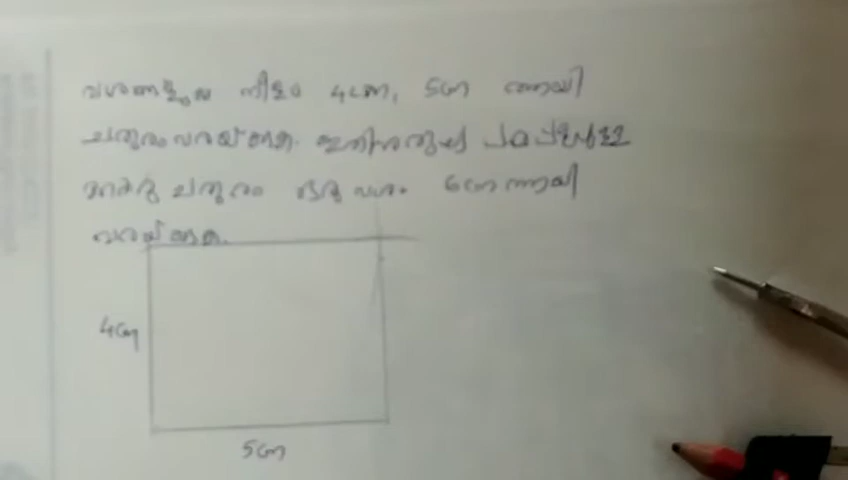 വശങ്ങളുടെ നീളം 4cm, 5cm ആയി
ചതുരം വരയ്ക്കുക. ഇതിന്റെ തുല്യ പരപ്പളവുള്ള
മറ്റൊരു ചതുരം ഒരു വശം 6cm ആയി
വരയ്ക്കുക.
4cm
5cm